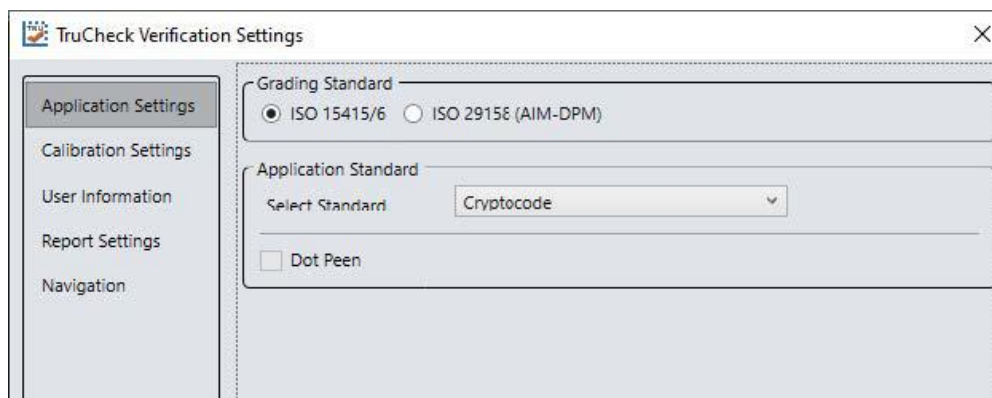 TruCheck Verification Settings
Application Settings
Calibration Settings
User Information
Report Settings
Navigation
Grading Standard
ISO 15415/6
ISO 29158 (AIM-DPM)
Application Standard
Select Standard
Cryptocode
Dot Peen